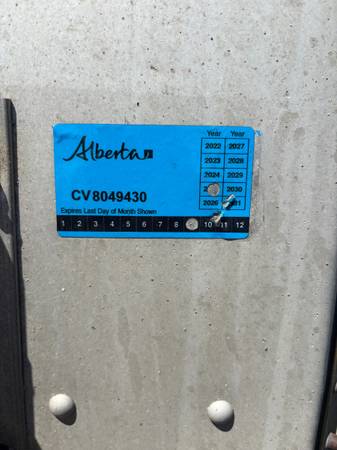 Alberta
Year Year
2022 2027
2023 2028
2024 2029
2030
2026
CV8049430
Expires Last Day of Month Shown
1 2 3 4 5 6 7 8 10 11 12